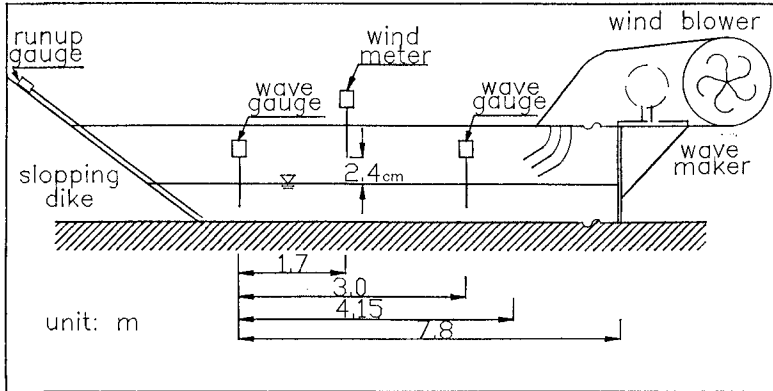 runup
gauge
wind
meter
wind blower
wave
gauge
wave
gauge
2.4cm
slopping
dike
wave
maker
1.7
3.0
4.15
7.8
unit: m